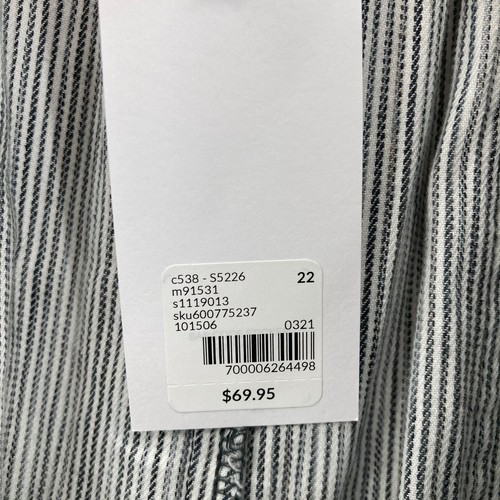 c538 - S5226 22
m91531
s1119013
sku600775237
101506 0321
700006264498
$69.95